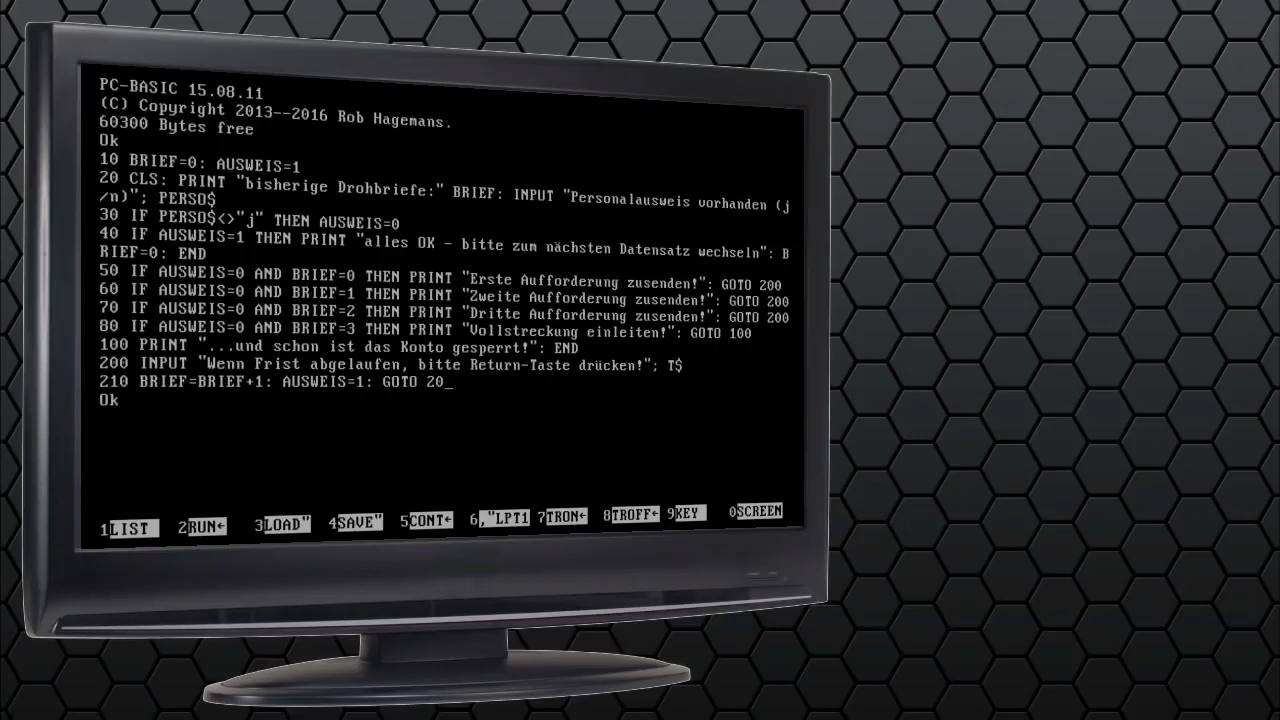 PC-BASIC 15.08.11
(C) Copyright 2013--2016 Rob Hagemans.
60300 Bytes free
Ok
10 BRIEF=0: AUSWEIS=1
20 CLS: PRINT "bisherige Drohbriefe:" BRIEF: INPUT "Personalausweis vorhanden (j
/n)"; PERSO$
30 IF PERSO$<>"j" THEN AUSWEIS=0
40 IF AUSWEIS=1 THEN PRINT "alles OK - bitte zum nächsten Datensatz wechseln": B
RIEF=0: END
50 IF AUSWEIS=0 AND BRIEF=0 THEN PRINT "Erste Aufforderung zusenden!": GOTO 200
60 IF AUSWEIS=0 AND BRIEF=1 THEN PRINT "Zweite Aufforderung zusenden!": GOTO 200
70 IF AUSWEIS=0 AND BRIEF=2 THEN PRINT "Dritte Aufforderung zusenden!": GOTO 200
80 IF AUSWEIS=0 AND BRIEF=3 THEN PRINT "Vollstreckung einleiten!": GOTO 100
100 PRINT "...und schon ist das Konto gesperrt!": END
200 INPUT "Wenn Frist abgelaufen, bitte Return-Taste drücken!"; T$
210 BRIEF=BRIEF+1: AUSWEIS=1: GOTO 20_
Ok
1LIST 2RUN← 3LOAD" 4SAVE" 5CONT← 6,"LPT1 7TRON← 8TROFF← 9KEY 0SCREEN